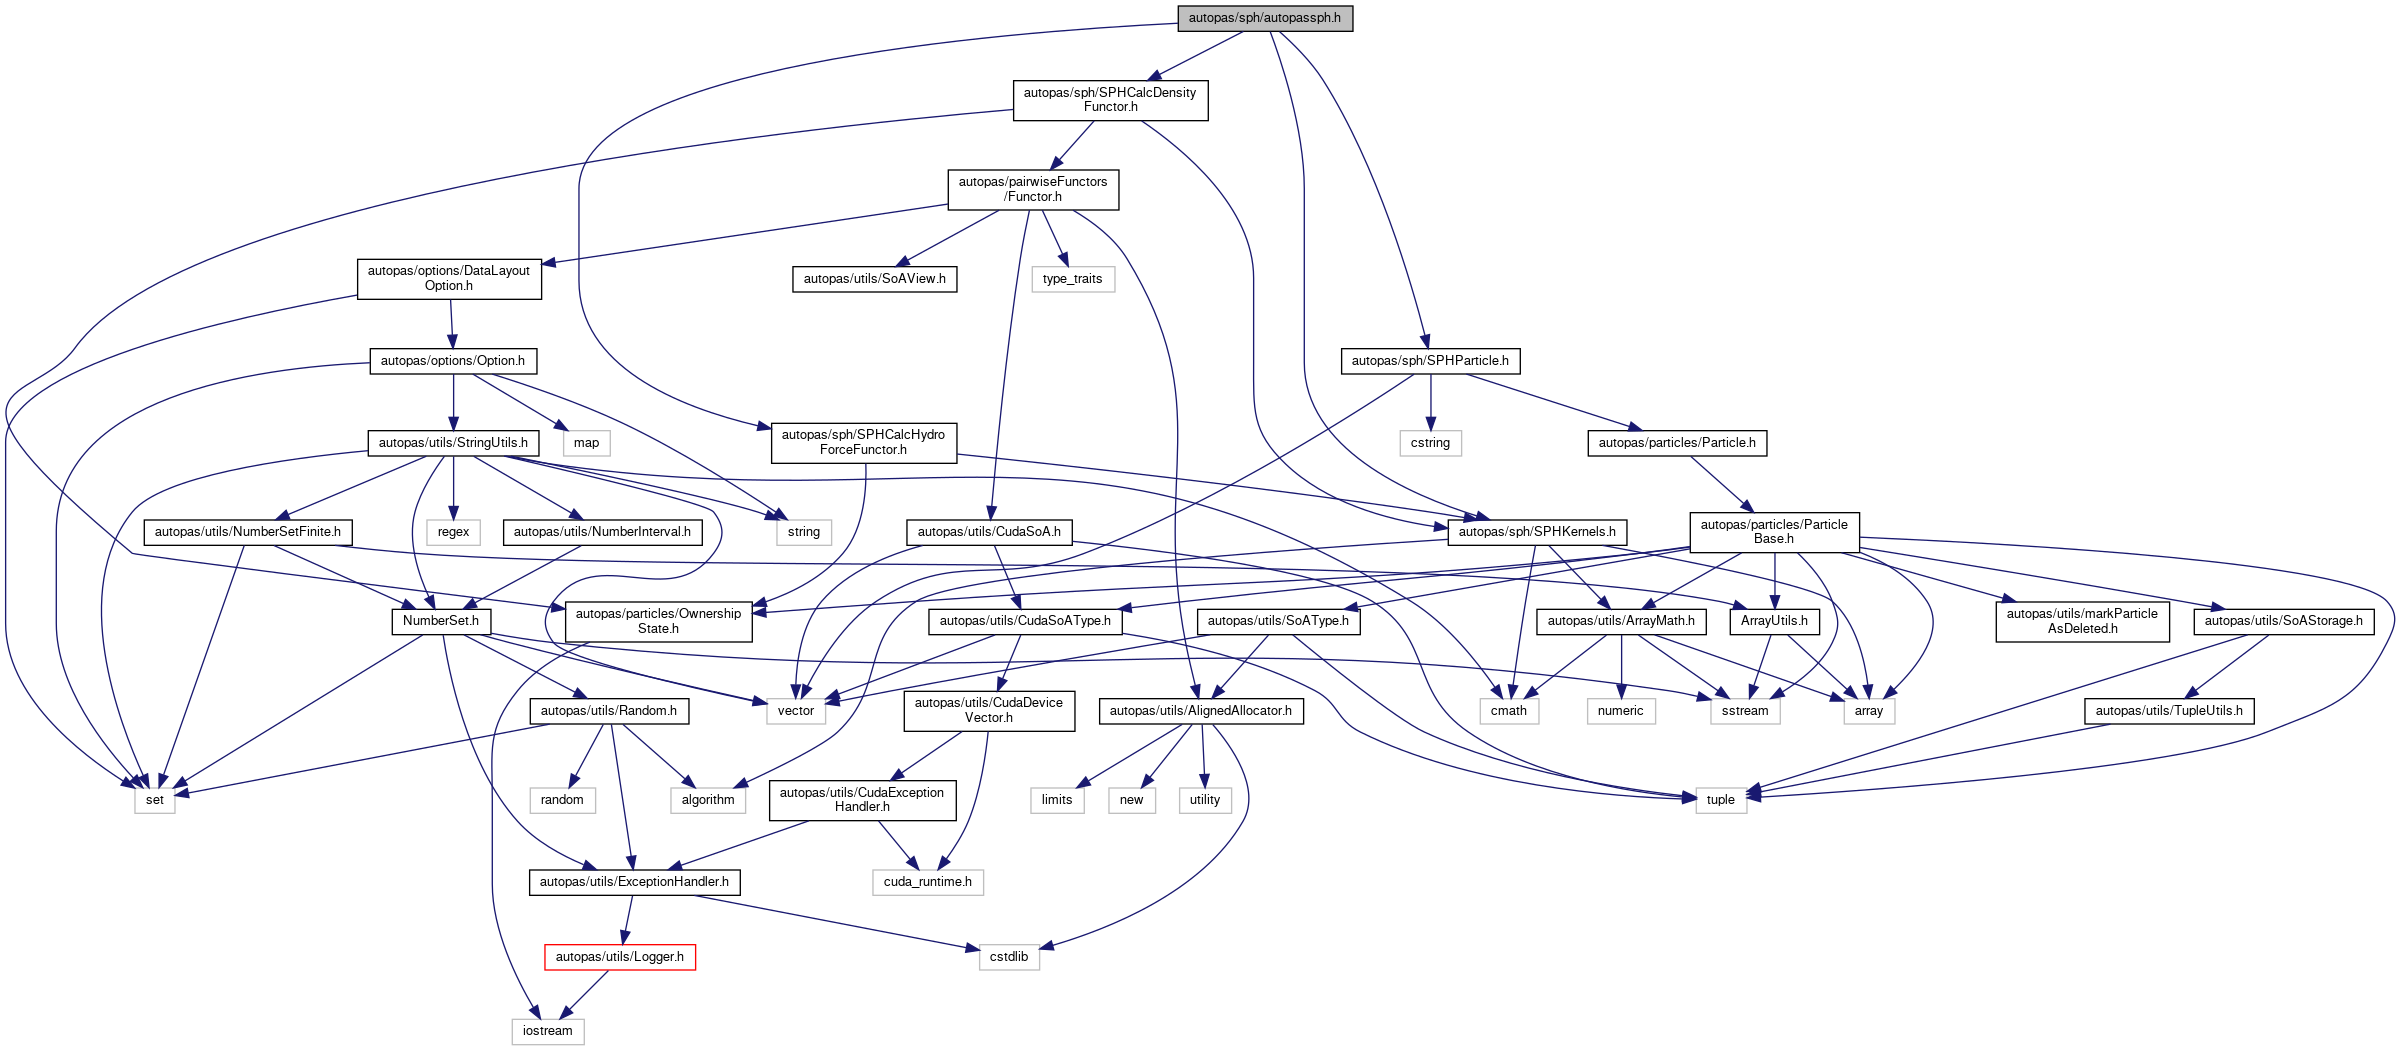 autopas/sph/autopassph.h
autopas/sph/SPHCalcDensity
Functor.h
autopas/pairwiseFunctors
/Functor.h
autopas/options/DataLayout
Option.h
autopas/utils/SoAView.h
type_traits
autopas/options/Option.h
autopas/sph/SPHParticle.h
autopas/utils/StringUtils.h
map
autopas/sph/SPHCalcHydro
ForceFunctor.h
cstring
autopas/particles/Particle.h
autopas/utils/NumberSetFinite.h
regex
autopas/utils/NumberInterval.h
string
autopas/utils/CudaSoA.h
autopas/sph/SPHKernels.h
autopas/particles/Particle
Base.h
NumberSet.h
autopas/particles/Ownership
State.h
autopas/utils/CudaSoAType.h
autopas/utils/SoAType.h
autopas/utils/ArrayMath.h
ArrayUtils.h
autopas/utils/markParticle
AsDeleted.h
autopas/utils/SoAStorage.h
autopas/utils/Random.h
vector
autopas/utils/CudaDevice
Vector.h
autopas/utils/AlignedAllocator.h
cmath
numeric
sstream
array
autopas/utils/TupleUtils.h
set
random
algorithm
autopas/utils/CudaException
Handler.h
limits
new
utility
tuple
autopas/utils/ExceptionHandler.h
cuda_runtime.h
autopas/utils/Logger.h
cstdlib
iostream